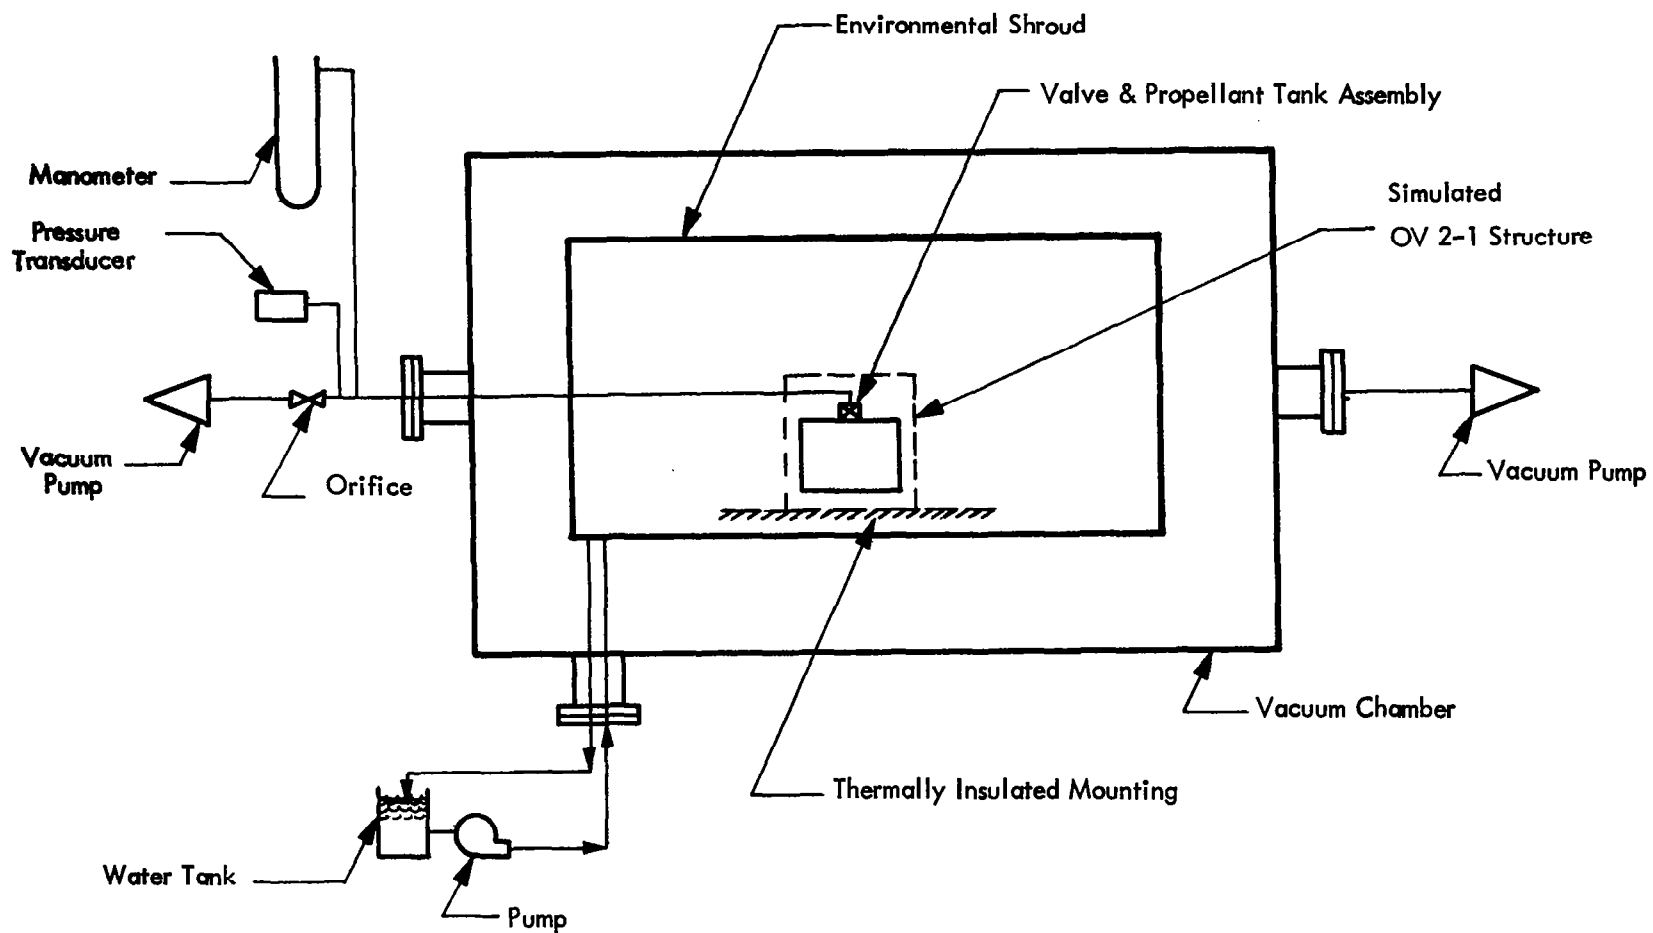 Environmental Shroud
Valve & Propellant Tank Assembly
Manometer
Simulated
OV 2-1 Structure
Pressure
Transducer
Vacuum
Pump
Orifice
Vacuum Pump
Vacuum Chamber
Thermally Insulated Mounting
Water Tank
Pump